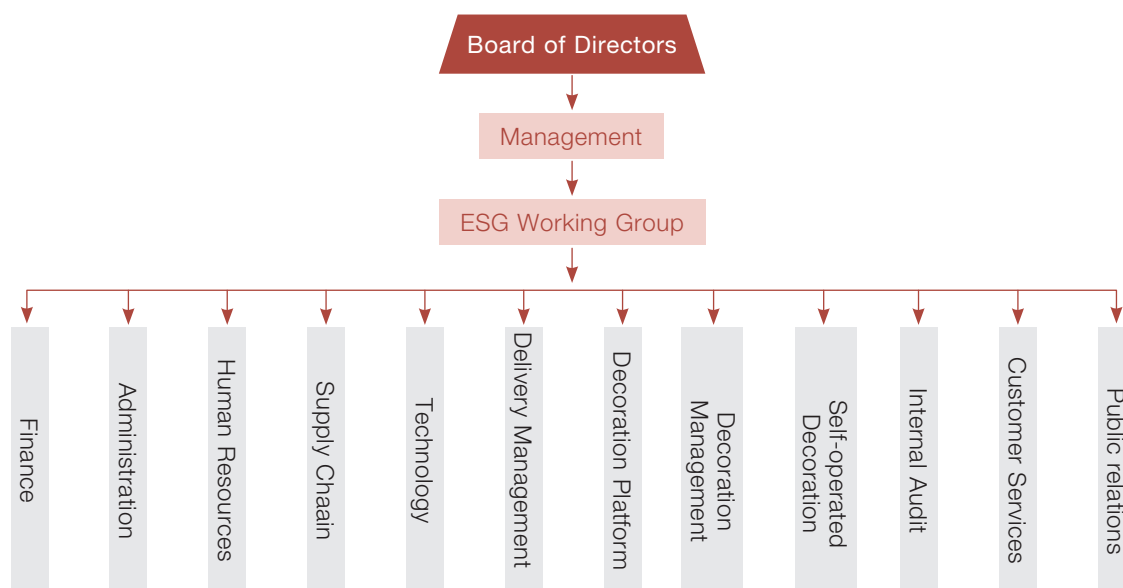 Board of Directors
Management
ESG Working Group
Finance
Administration
Human Resources
Supply Chaain
Technology
Delivery Management
Decoration Platform
Decoration
Management
Self-operated
Decoration
Internal Audit
Customer Services
Public relations